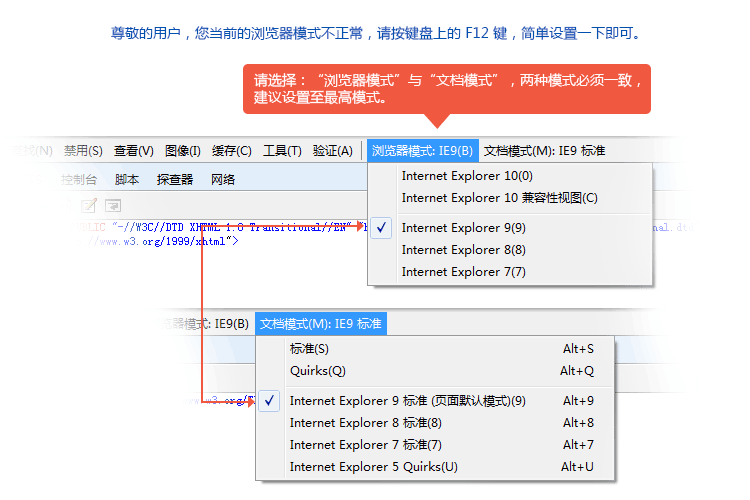 尊敬的用户，您当前的浏览器模式不正常，请按键盘上的 F12 键，简单设置一下即可。
请选择：“浏览器模式”与“文档模式”，两种模式必须一致，
建议设置至最高模式。
(N) 禁用(S) 查看(V) 图像(I) 缓存(C) 工具(T) 验证(A) 浏览器模式: IE9(B) 文档模式(M): IE9 标准
控制台 脚本 探查器 网络
Internet Explorer 10(0)
Internet Explorer 10 兼容性视图(C)
"-//W3C//DTD XHTML 1.0 Transitional//EN"
Internet Explorer 9(9)
//www.w3.org/1999/xhtml">
Internet Explorer 8(8)
Internet Explorer 7(7)
模式: IE9(B) 文档模式(M): IE9 标准
标准(S) Alt+S
Quirks(Q) Alt+Q
Internet Explorer 9 标准 (页面默认模式)(9) Alt+9
Internet Explorer 8 标准(8) Alt+8
Internet Explorer 7 标准(7) Alt+7
Internet Explorer 5 Quirks(U) Alt+U